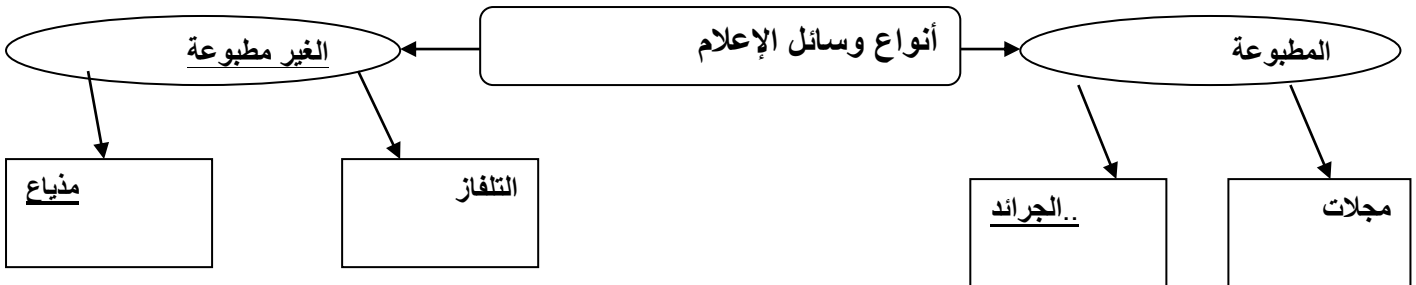 أنواع وسائل الإعلام
المطبوعة
الغير مطبوعة
مجلات
..الجرائد
التلفاز
مذياع